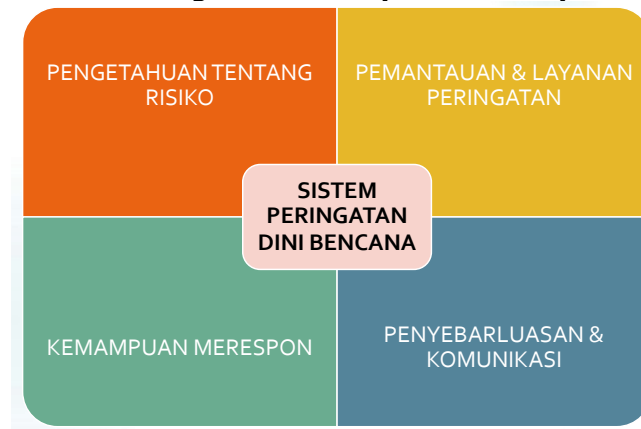 PENGETAHUAN TENTANG
RISIKO
PEMANTAUAN & LAYANAN
PERINGATAN
SISTEM
PERINGATAN
DINI BENCANA
KEMAMPUAN MERESPON
PENYEBARLUASAN &
KOMUNIKASI